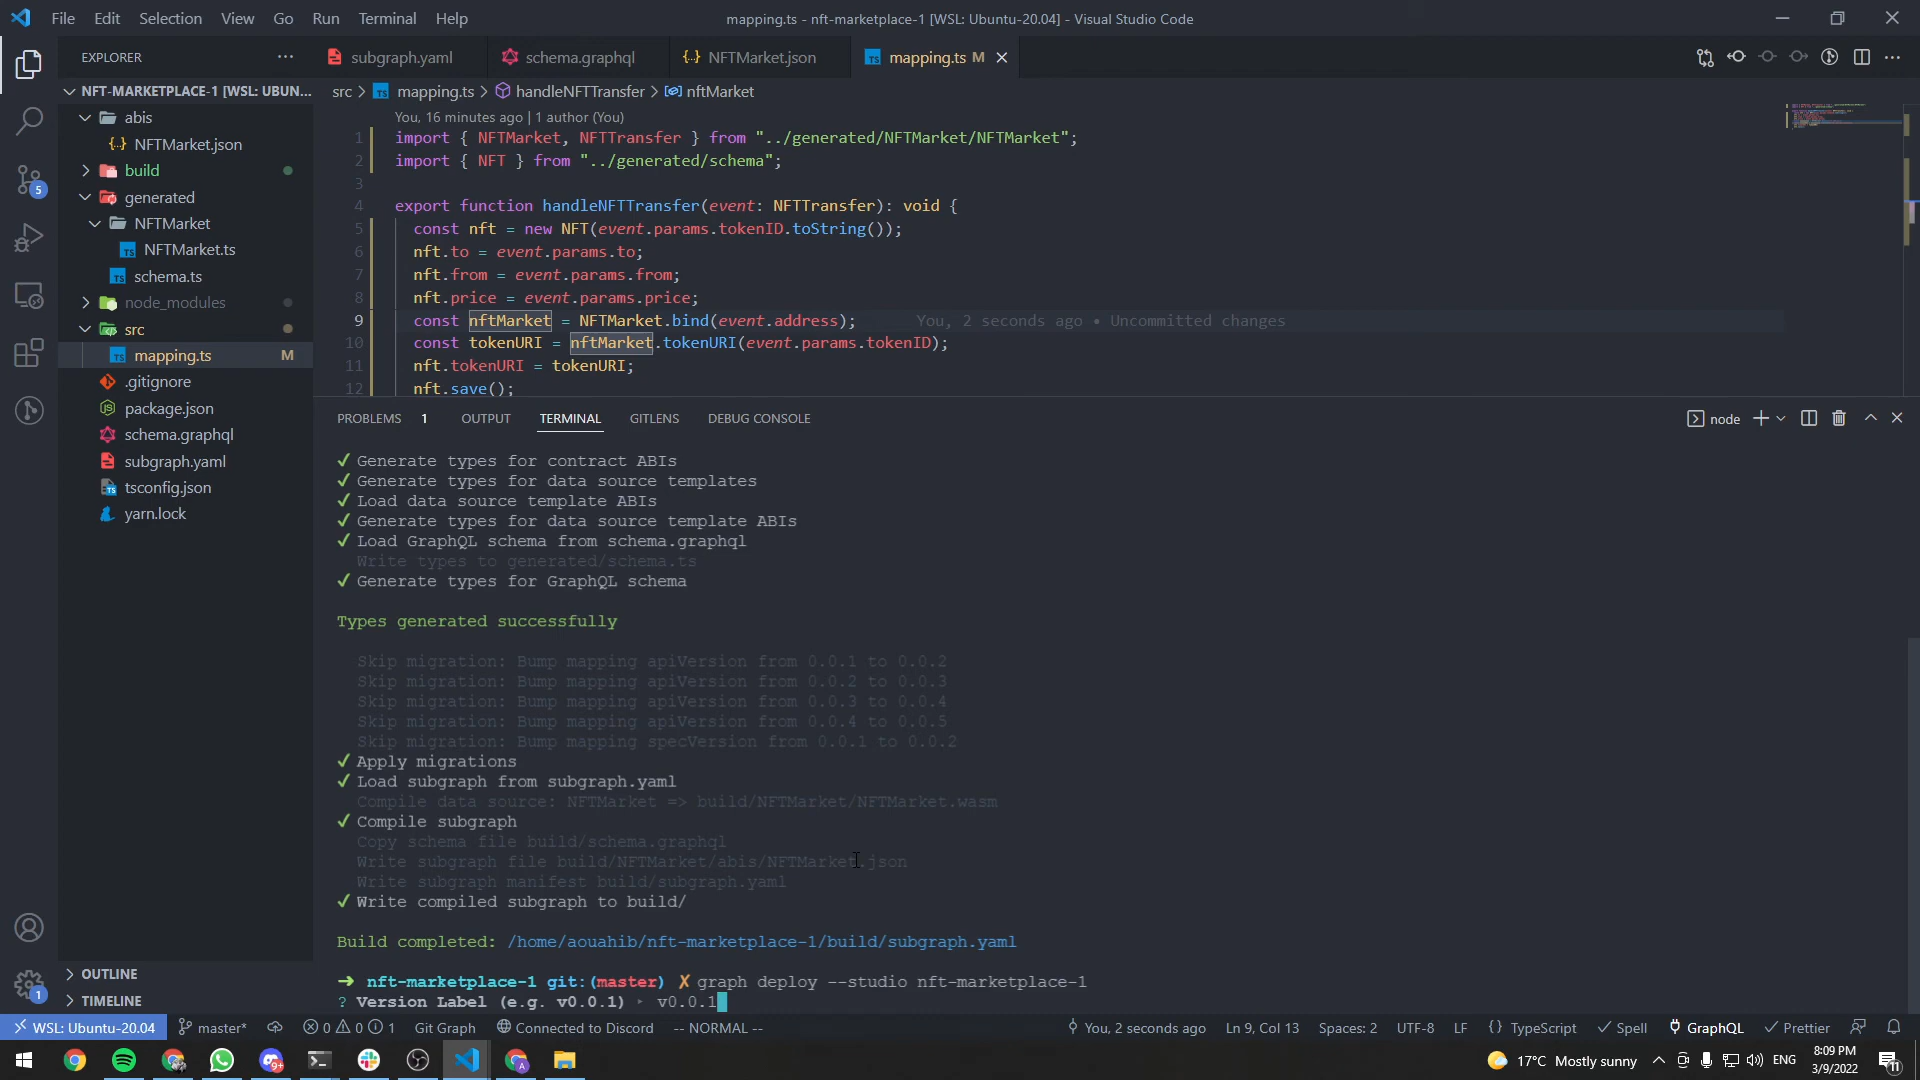 File Edit Selection View Go Run Terminal Help
mapping.ts - nft-marketplace-1 [WSL: Ubuntu-20.04] - Visual Studio Code
EXPLORER
subgraph.yaml
schema.graphql
NFTMarket.json
mapping.ts M
NFT-MARKETPLACE-1 [WSL: UBUN...
src > mapping.ts > handleNFTTransfer > nftMarket
abis
NFTMarket.json
build
generated
NFTMarket
NFTMarket.ts
schema.ts
node_modules
src
mapping.ts M
.gitignore
package.json
schema.graphql
subgraph.yaml
tsconfig.json
yarn.lock
OUTLINE
TIMELINE
5
1
You, 16 minutes ago | 1 author (You)
1 import { NFTMarket, NFTTransfer } from "../generated/NFTMarket/NFTMarket";
2 import { NFT } from "../generated/schema";
3
4 export function handleNFTTransfer(event: NFTTransfer): void {
5 const nft = new NFT(event.params.tokenID.toString());
6 nft.to = event.params.to;
7 nft.from = event.params.from;
8 nft.price = event.params.price;
9 const nftMarket = NFTMarket.bind(event.address); You, 2 seconds ago • Uncommitted changes
10 const tokenURI = nftMarket.tokenURI(event.params.tokenID);
11 nft.tokenURI = tokenURI;
12 nft.save();
PROBLEMS 1 OUTPUT TERMINAL GITLENS DEBUG CONSOLE
node
✓ Generate types for contract ABIs
✓ Generate types for data source templates
✓ Load data source template ABIs
✓ Generate types for data source template ABIs
✓ Load GraphQL schema from schema.graphql
Write types to generated/schema.ts
✓ Generate types for GraphQL schema
Types generated successfully
Skip migration: Bump mapping apiVersion from 0.0.1 to 0.0.2
Skip migration: Bump mapping apiVersion from 0.0.2 to 0.0.3
Skip migration: Bump mapping apiVersion from 0.0.3 to 0.0.4
Skip migration: Bump mapping apiVersion from 0.0.4 to 0.0.5
Skip migration: Bump mapping specVersion from 0.0.1 to 0.0.2
✓ Apply migrations
✓ Load subgraph from subgraph.yaml
Compile data source: NFTMarket => build/NFTMarket/NFTMarket.wasm
✓ Compile subgraph
Copy schema file build/schema.graphql
Write subgraph file build/NFTMarket/abis/NFTMarket.json
Write subgraph manifest build/subgraph.yaml
✓ Write compiled subgraph to build/
Build completed: /home/aouahib/nft-marketplace-1/build/subgraph.yaml
➜ nft-marketplace-1 git:(master) ✗ graph deploy --studio nft-marketplace-1
? Version Label (e.g. v0.0.1) ‣ v0.0.1
WSL: Ubuntu-20.04 master* 0 0 1 Git Graph Connected to Discord -- NORMAL -- You, 2 seconds ago Ln 9, Col 13 Spaces: 2 UTF-8 LF {} TypeScript Spell GraphQL Prettier
9+
17°C Mostly sunny ENG
8:09 PM
3/9/2022
11